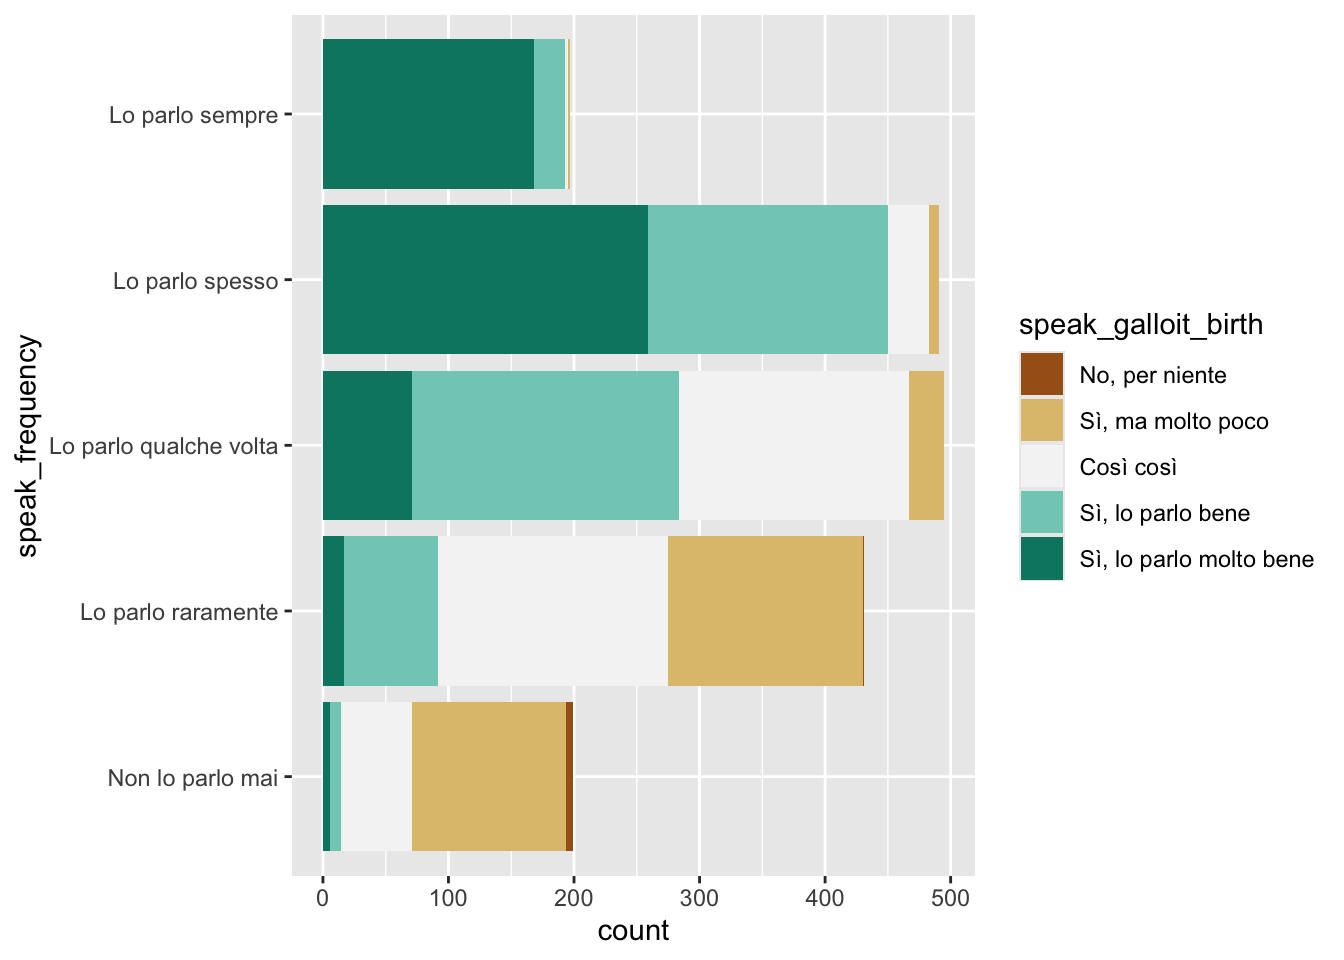 speak_frequency
Lo parlo sempre
Lo parlo spesso
Lo parlo qualche volta
Lo parlo raramente
Non lo parlo mai
0 100 200 300 400 500
count
speak_galloit_birth
No, per niente
Sì, ma molto poco
Così così
Sì, lo parlo bene
Sì, lo parlo molto bene